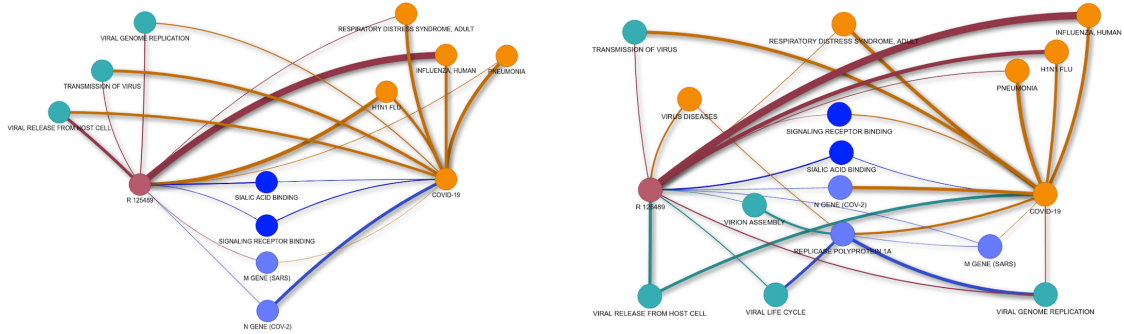 RESPIRATORY DISTRESS SYNDROME, ADULT
VIRAL GENOME REPLICATION
INFLUENZA, HUMAN
PNEUMONIA
TRANSMISSION OF VIRUS
H1N1 FLU
VIRAL RELEASE FROM HOST CELL
R 125489
COVID-19
SIALIC ACID BINDING
SIGNALING RECEPTOR BINDING
M GENE (SARS)
N GENE (COV-2)
INFLUENZA, HUMAN
RESPIRATORY DISTRESS SYNDROME, ADULT
TRANSMISSION OF VIRUS
H1N1 FLU
PNEUMONIA
VIRUS DISEASES
SIGNALING RECEPTOR BINDING
SIALIC ACID BINDING
R 125489
N GENE (COV-2)
COVID-19
VIRION ASSEMBLY
REPLICASE POLYPROTEIN 1A
M GENE (SARS)
VIRAL RELEASE FROM HOST CELL
VIRAL LIFE CYCLE
VIRAL GENOME REPLICATION